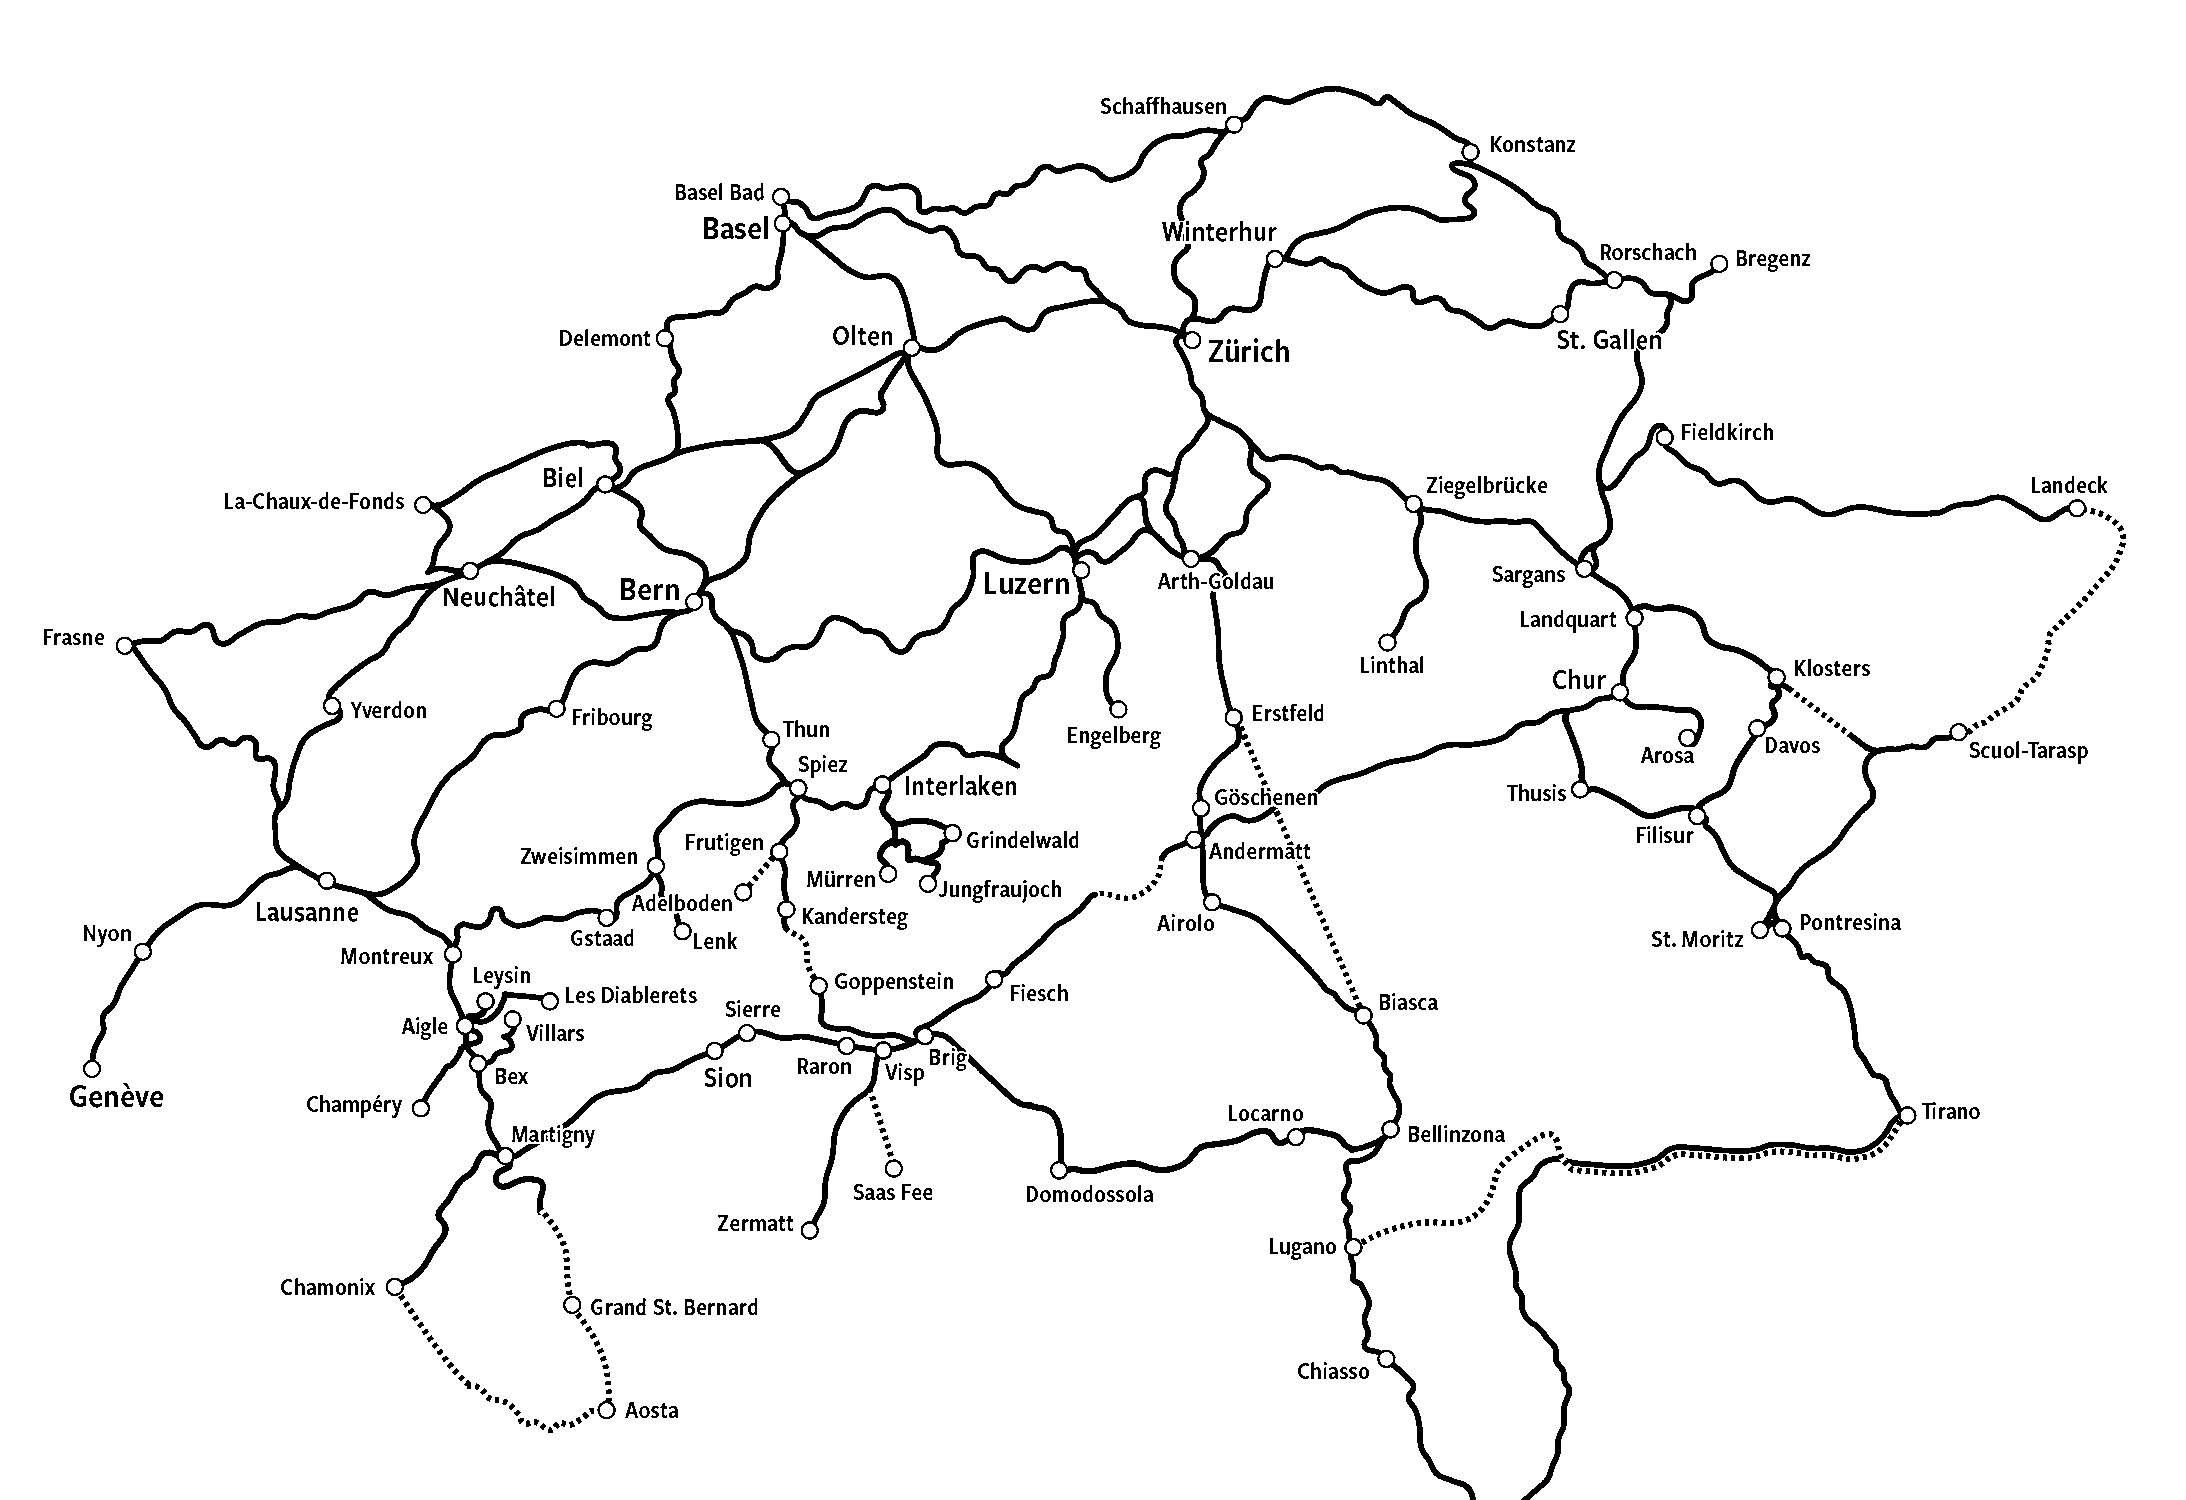 Schaffhausen
Konstanz
Basel Bad
Basel
Winterhur
Rorschach
Bregenz
Delemont
Olten
Zürich
St. Gallen
Fieldkirch
Biel
Ziegelbrücke
Landeck
La-Chaux-de-Fonds
Sargans
Luzern
Arth-Goldau
Bern
Neuchâtel
Landquart
Frasne
Linthal
Klosters
Chur
Yverdon
Fribourg
Erstfeld
Thun
Engelberg
Arosa
Davos
Scuol-Tarasp
Spiez
Interlaken
Göschenen
Thusis
Filisur
Frutigen
Grindelwald
Zweisimmen
Andermatt
Mürren
Jungfraujoch
Adelboden
Lausanne
Kandersteg
Airolo
Pontresina
Nyon
Gstaad
Lenk
St. Moritz
Montreux
Leysin
Goppenstein
Fiesch
Les Diablerets
Biasca
Sierre
Aigle
Villars
Brig
Raron
Visp
Bex
Sion
Genève
Champéry
Locarno
Tirano
Martigny
Bellinzona
Saas Fee
Domodossola
Zermatt
Lugano
Chamonix
Grand St. Bernard
Chiasso
Aosta